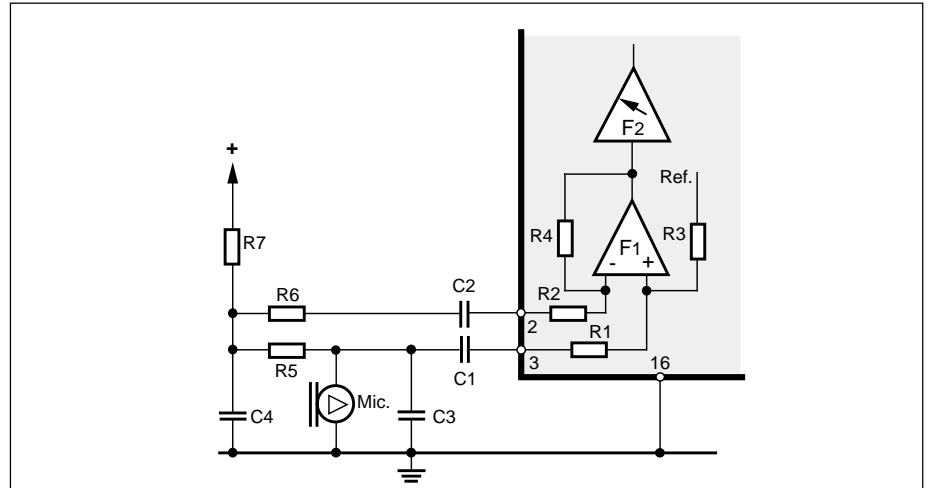 F2
+
Ref.
R7
R4
F1
R3
- +
C2
R2
R6
2
R1
R5
3
16
C1
Mic.
C4
C3